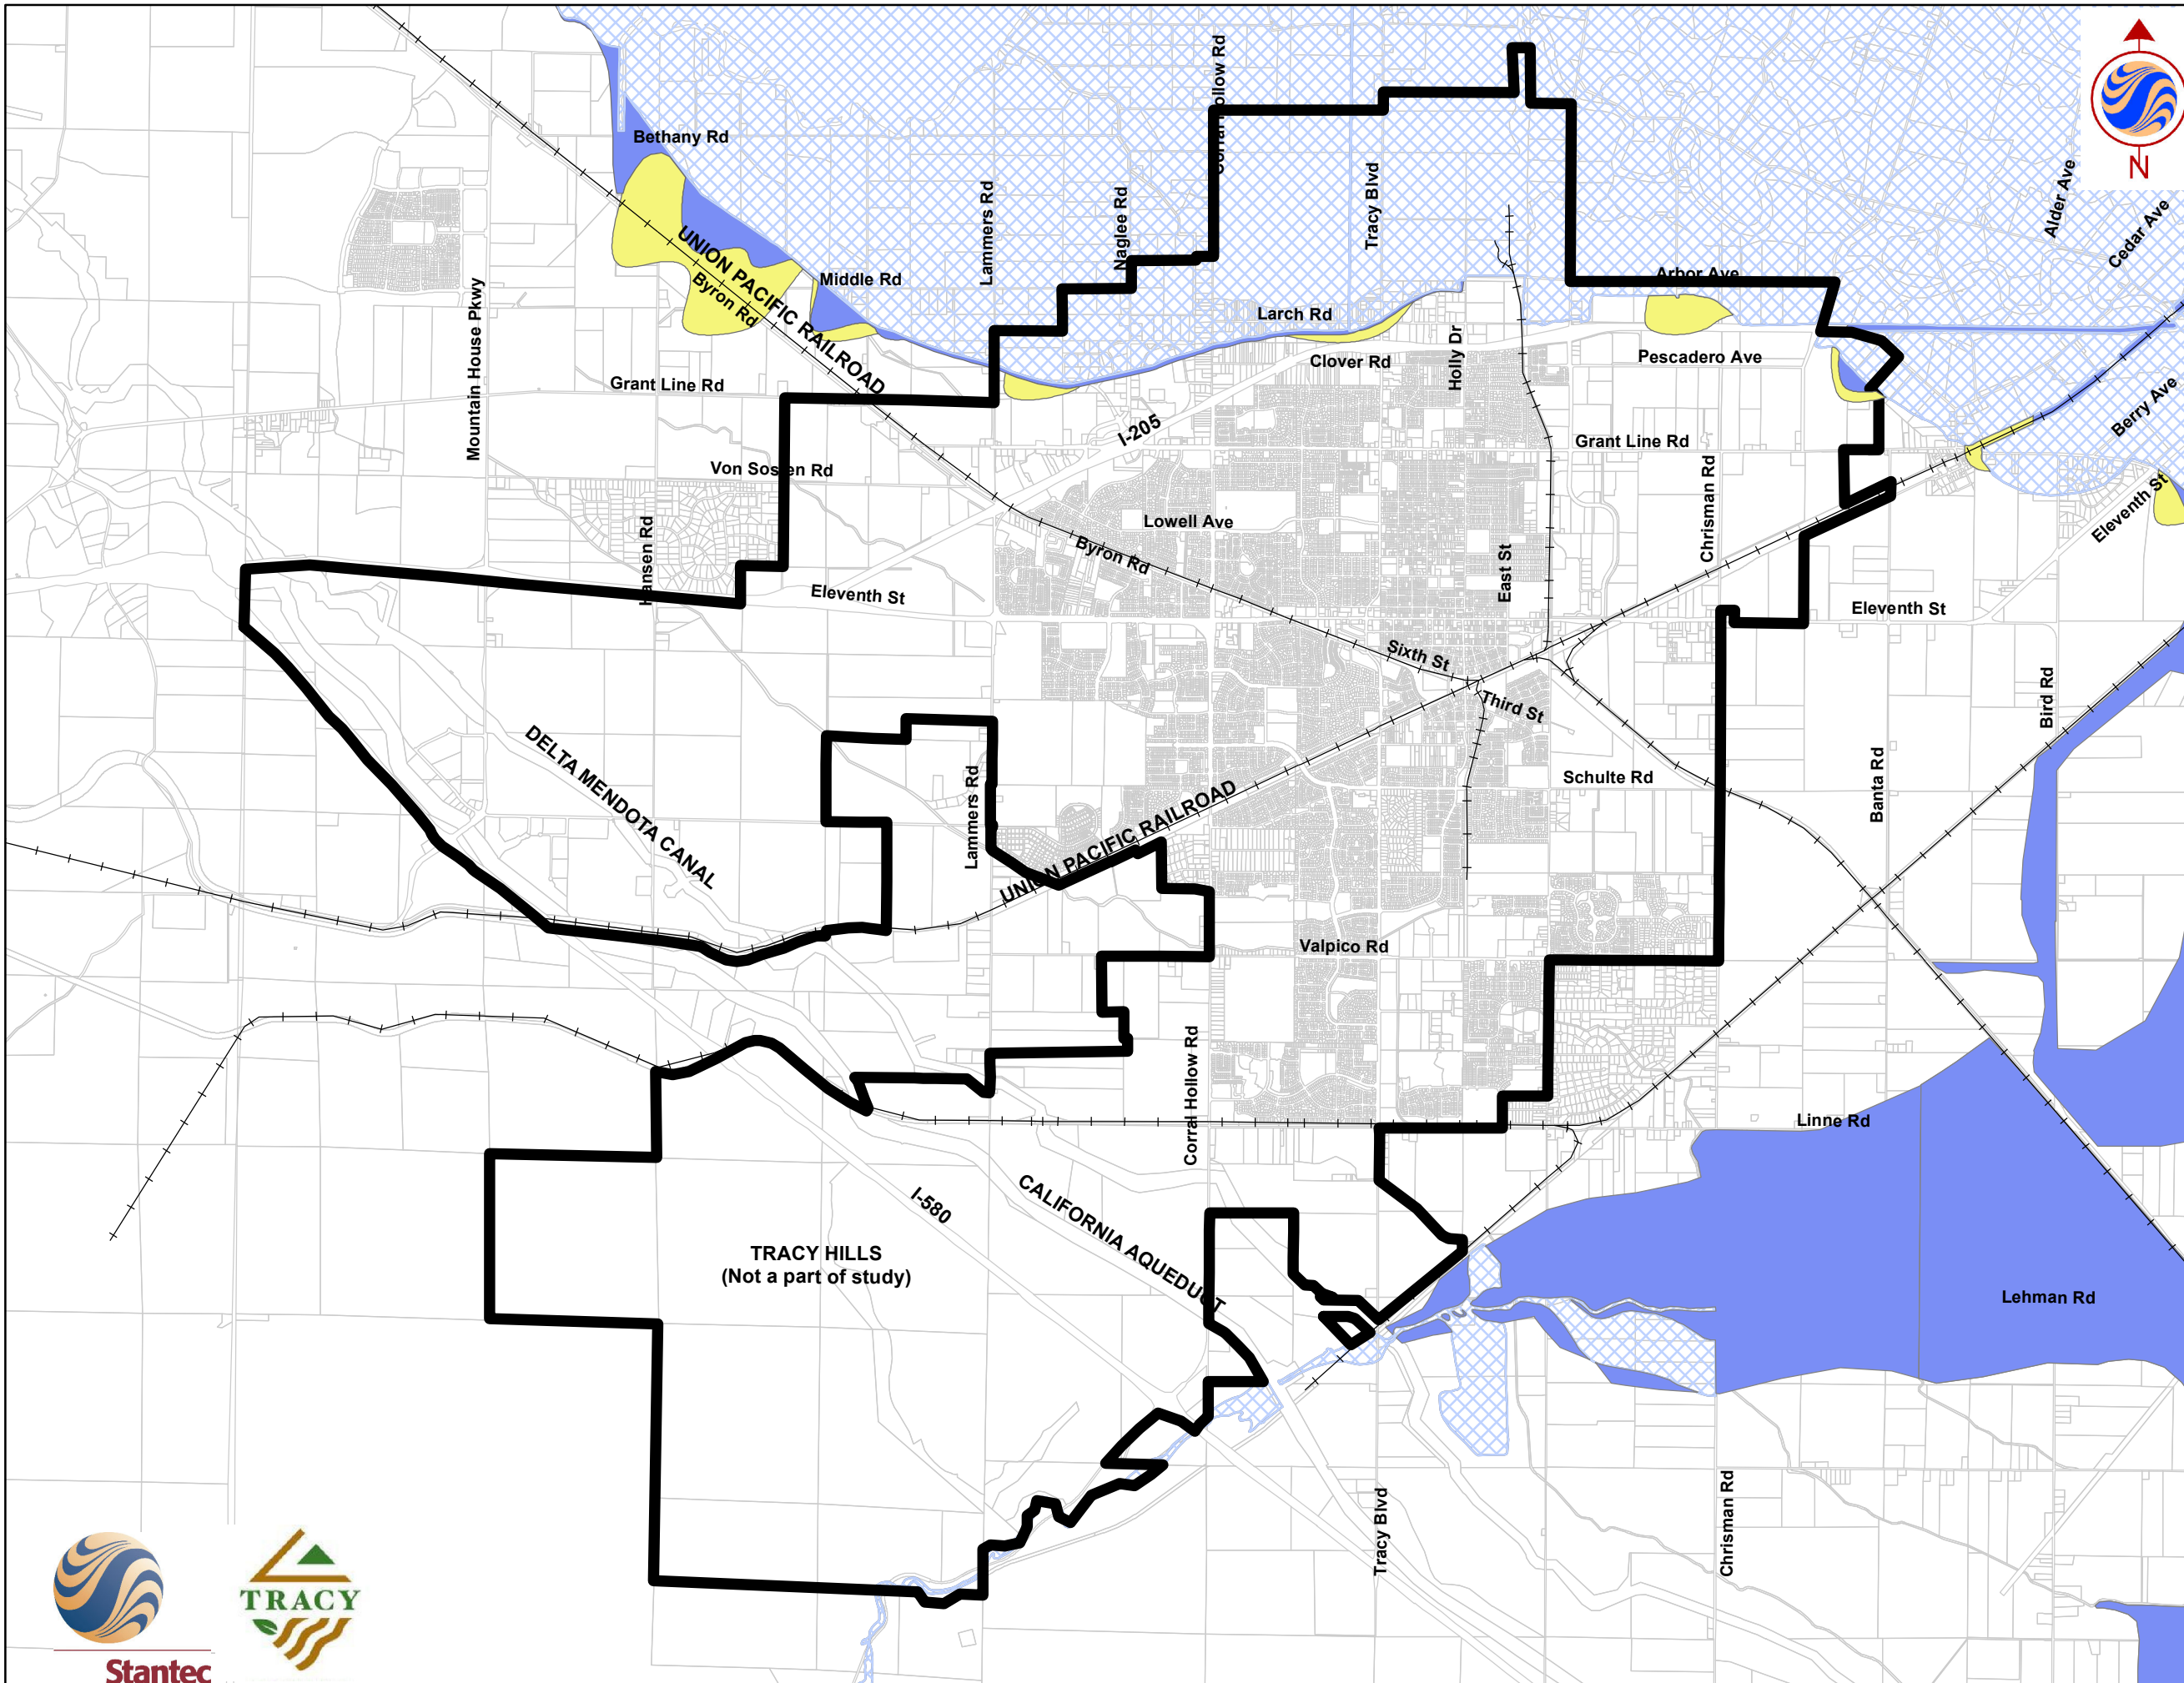 Corral Hollow Rd
Bethany Rd
Alder Ave
Cedar Ave
N
Lammers Rd
Naglee Rd
Tracy Blvd
UNION PACIFIC RAILROAD
Byron Rd
Middle Rd
Arbor Ave
Mountain House Pkwy
Larch Rd
Clover Rd
Holly Dr
Pescadero Ave
Grant Line Rd
Berry Ave
I-205
Grant Line Rd
Von Sosten Rd
Chrisman Rd
Hansen Rd
Lowell Ave
Eleventh St
Byron Rd
East St
Eleventh St
Eleventh St
Sixth St
Third St
Bird Rd
DELTA MENDOTA CANAL
Lammers Rd
UNION PACIFIC RAILROAD
Schulte Rd
Banta Rd
Valpico Rd
Corral Hollow Rd
Linne Rd
I-580
CALIFORNIA AQUEDUCT
TRACY HILLS
(Not a part of study)
Lehman Rd
Tracy Blvd
Chrisman Rd
Stantec
TRACY